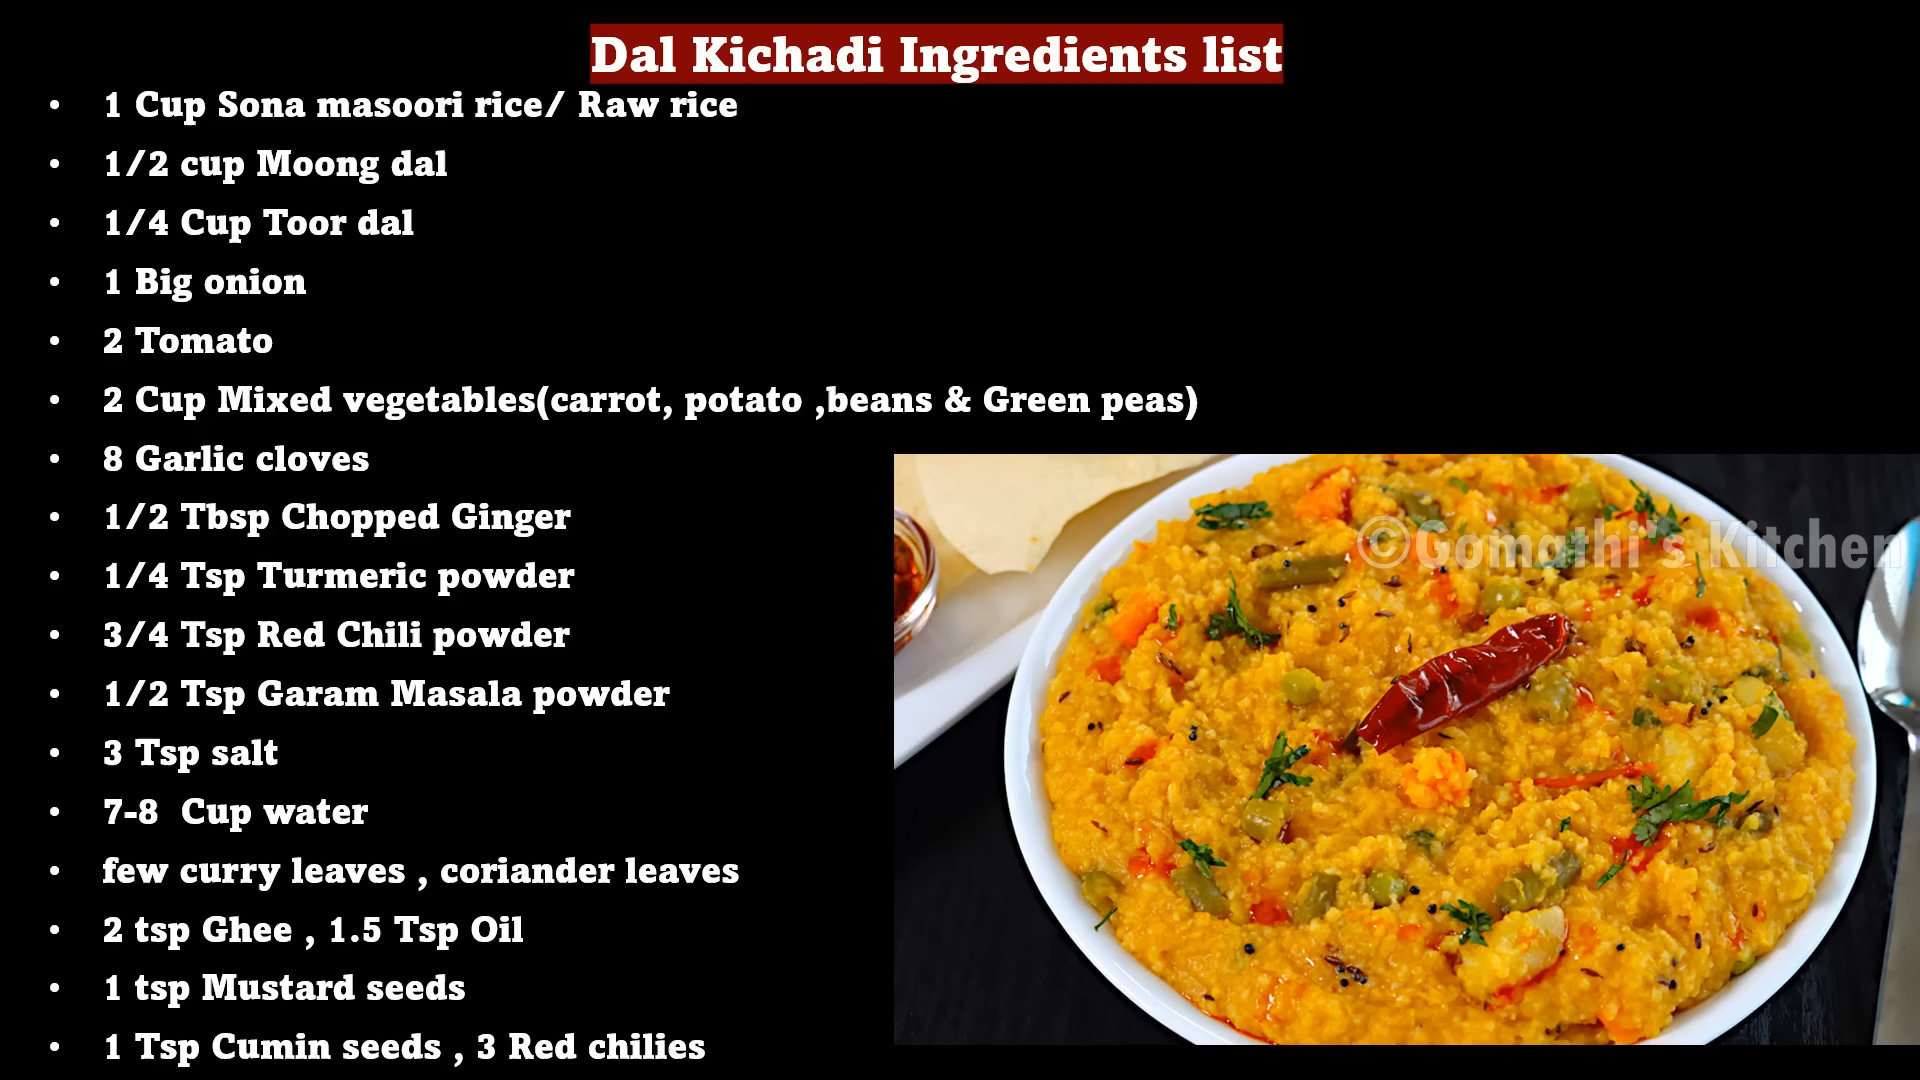 Dal Kichadi Ingredients list
• 1 Cup Sona masoori rice/ Raw rice
• 1/2 cup Moong dal
• 1/4 Cup Toor dal
• 1 Big onion
• 2 Tomato
• 2 Cup Mixed vegetables(carrot, potato ,beans & Green peas)
• 8 Garlic cloves
• 1/2 Tbsp Chopped Ginger
• 1/4 Tsp Turmeric powder
• 3/4 Tsp Red Chili powder
• 1/2 Tsp Garam Masala powder
• 3 Tsp salt
• 7-8  Cup water
• few curry leaves , coriander leaves
• 2 tsp Ghee , 1.5 Tsp Oil
• 1 tsp Mustard seeds
• 1 Tsp Cumin seeds , 3 Red chilies
©Gomathi's Kitchen